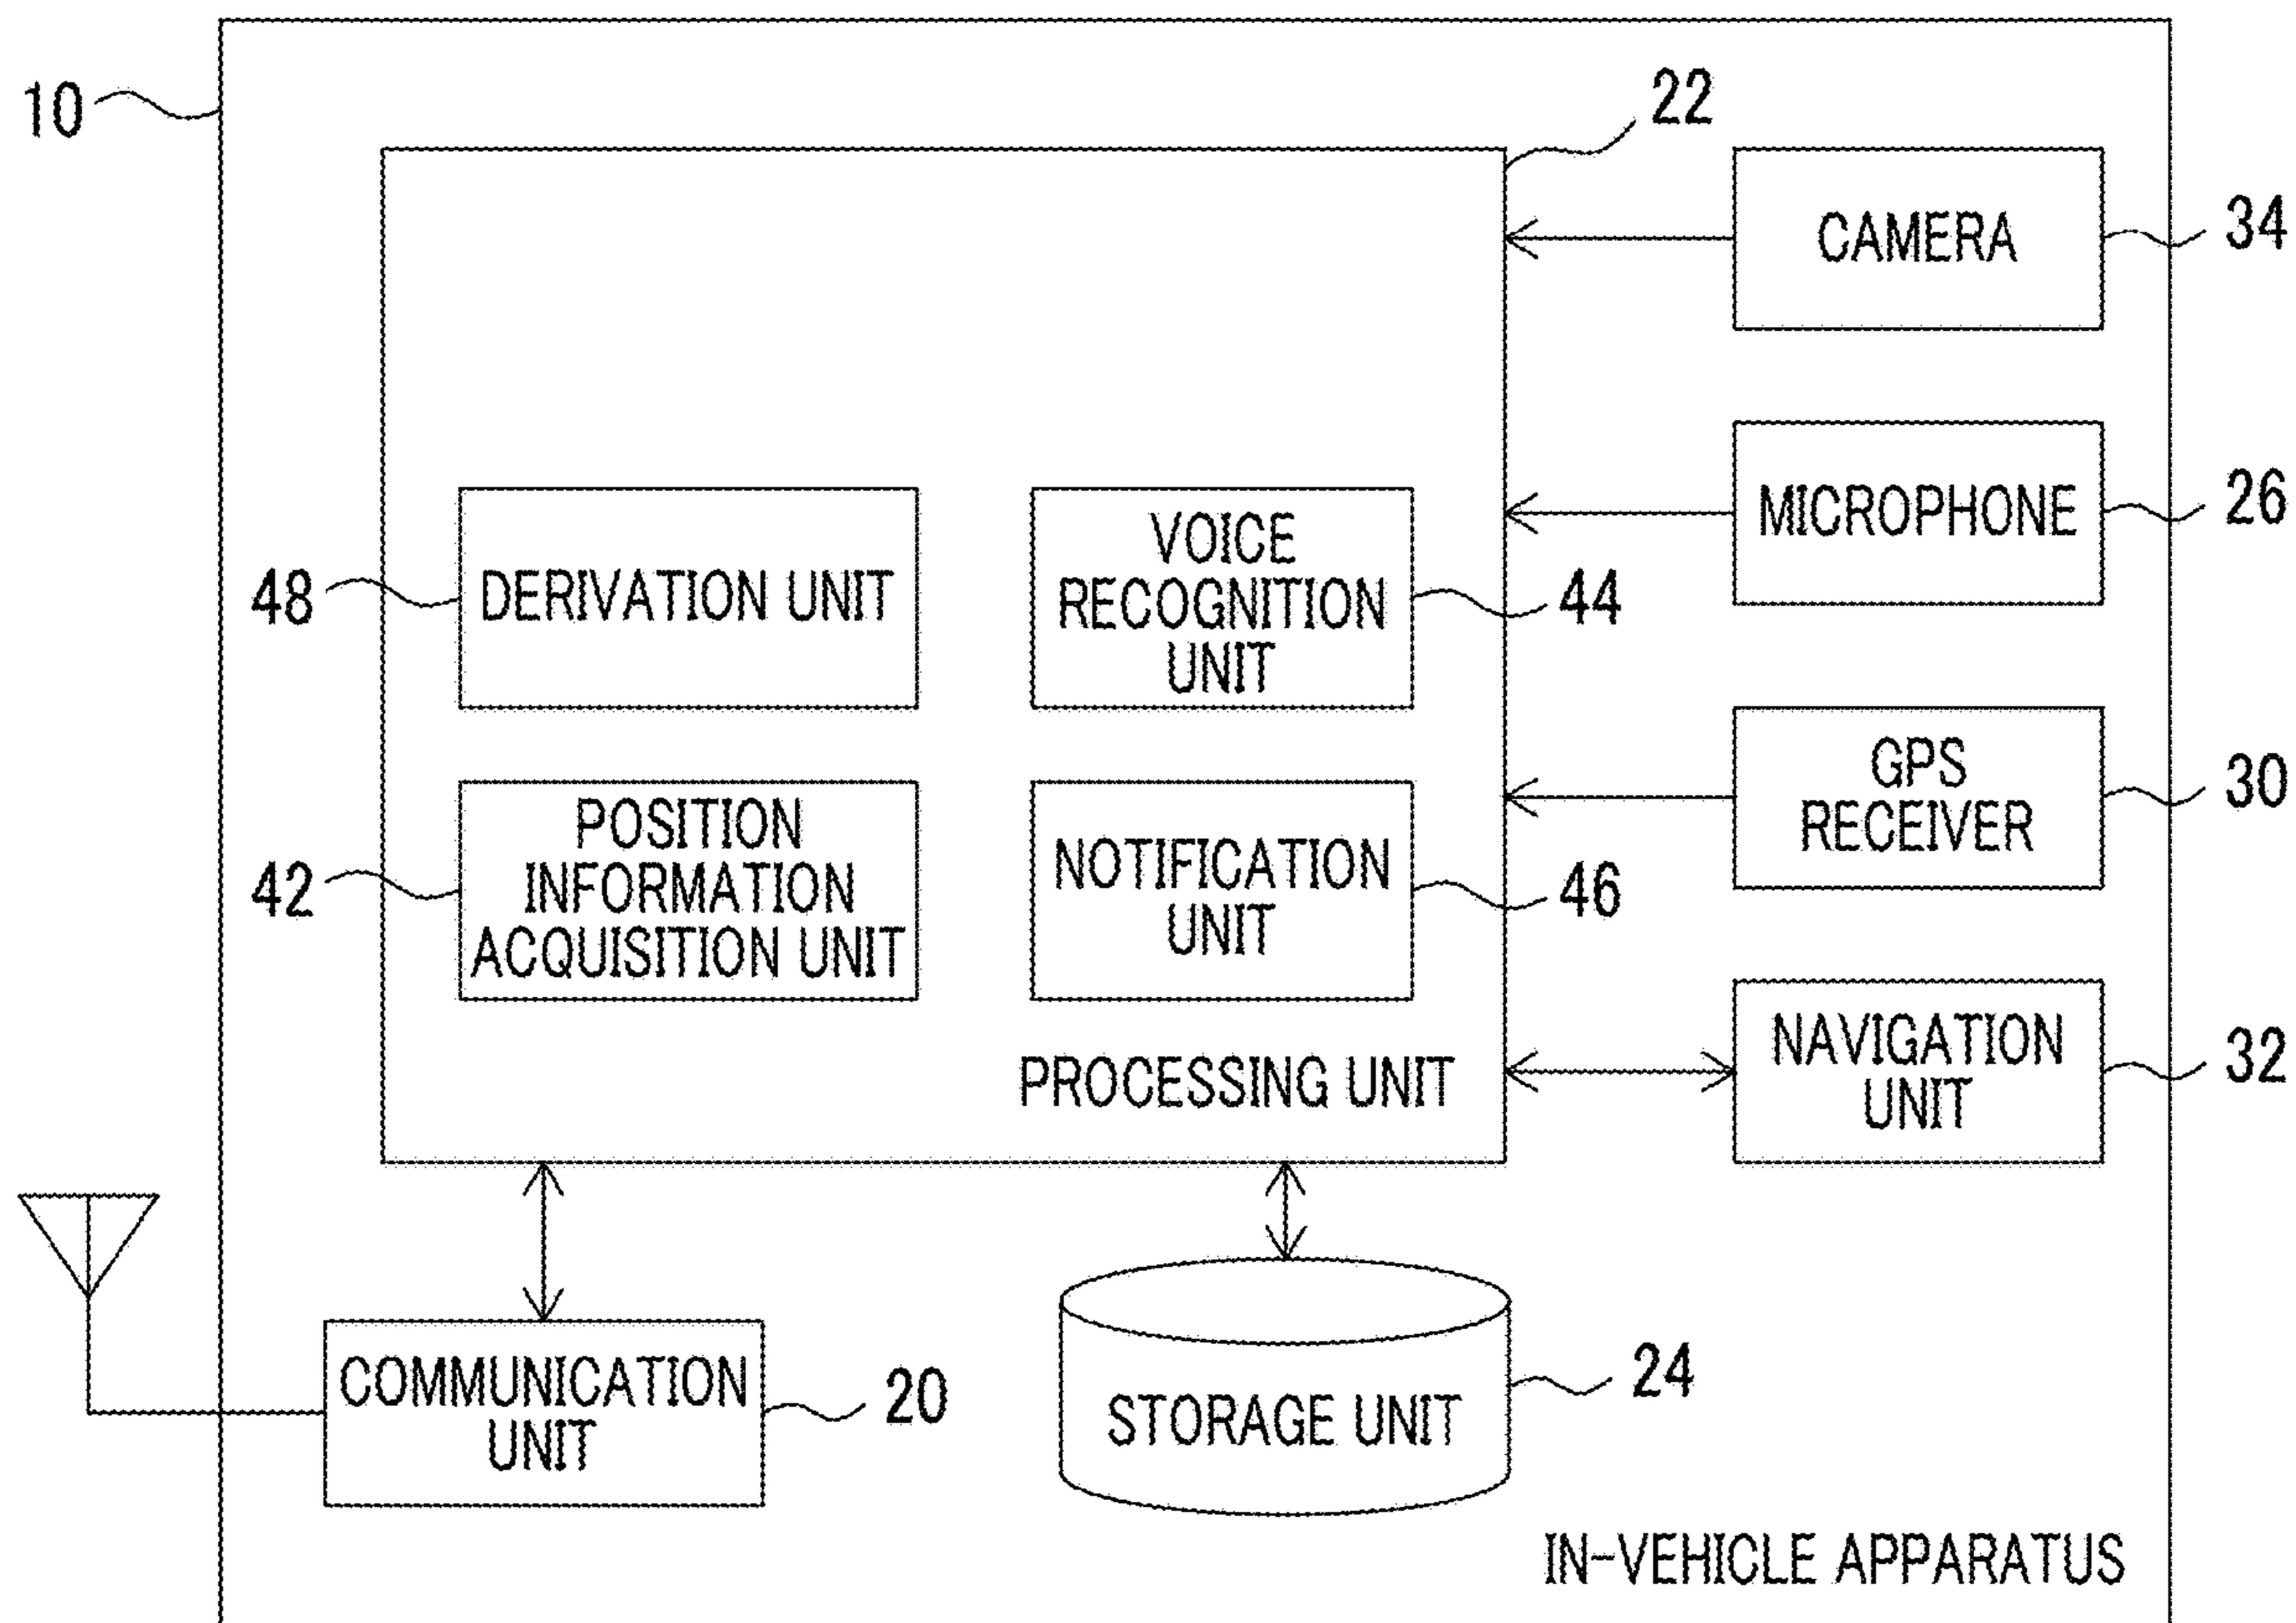 10
22
CAMERA
34
MICROPHONE
26
48
DERIVATION UNIT
VOICE
RECOGNITION
UNIT
44
GPS
RECEIVER
30
42
POSITION
INFORMATION
ACQUISITION UNIT
NOTIFICATION
UNIT
46
NAVIGATION
UNIT
32
PROCESSING UNIT
COMMUNICATION
UNIT
20
STORAGE UNIT
24
IN-VEHICLE APPARATUS